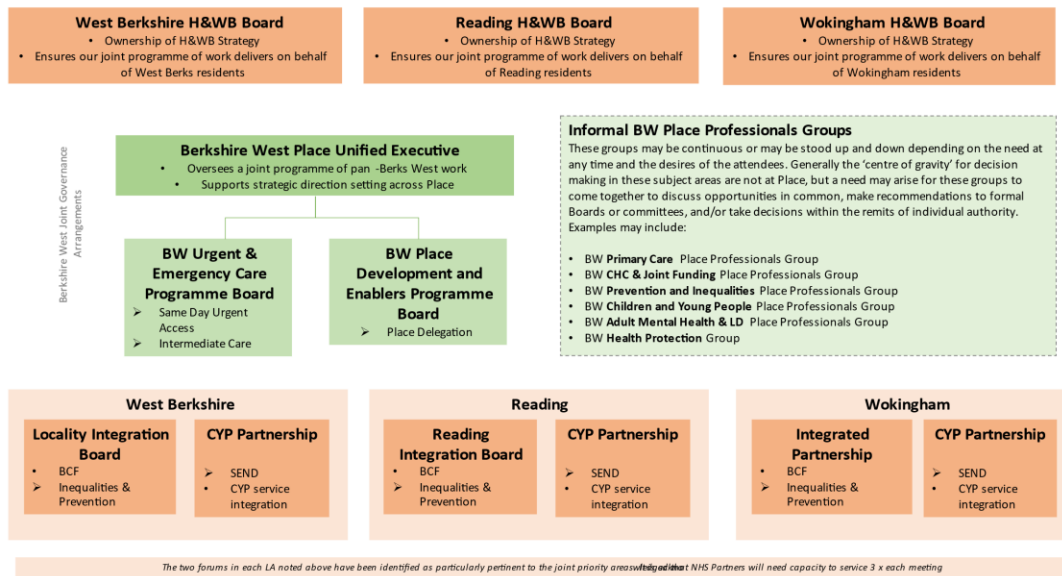 West Berkshire H&WB Board
• Ownership of H&WB Strategy
• Ensures our joint programme of work delivers on behalf
of West Berks residents
Reading H&WB Board
• Ownership of H&WB Strategy
• Ensures our joint programme of work delivers on behalf
of Reading residents
Wokingham H&WB Board
• Ownership of H&WB Strategy
• Ensures our joint programme of work delivers on behalf
of Wokingham residents
Berkshire West Joint Governance
Arrangements
Berkshire West Place Unified Executive
• Oversees a joint programme of pan -Berks West work
• Supports strategic direction setting across Place
BW Urgent &
Emergency Care
Programme Board
➢ Same Day Urgent
Access
➢ Intermediate Care
BW Place
Development and
Enablers Programme
Board
➢ Place Delegation
Informal BW Place Professionals Groups
These groups may be continuous or may be stood up and down depending on the need at
any time and the desires of the attendees. Generally the 'centre of gravity' for decision
making in these subject areas are not at Place, but a need may arise for these groups to
come together to discuss opportunities in common, make recommendations to formal
Boards or committees, and/or take decisions within the remits of individual authority.
Examples may include:
• BW Primary Care Place Professionals Group
• BW CHC & Joint Funding Place Professionals Group
• BW Prevention and Inequalities Place Professionals Group
• BW Children and Young People Place Professionals Group
• BW Adult Mental Health & LD Place Professionals Group
• BW Health Protection Group
West Berkshire
Locality Integration
Board
• BCF
➢ Inequalities &
Prevention
CYP Partnership
➢ SEND
• CYP service
integration
Reading
Reading
Integration Board
• BCF
➢ Inequalities &
Prevention
CYP Partnership
➢ SEND
• CYP service
integration
Wokingham
Integrated
Partnership
• BCF
➢ Inequalities &
Prevention
CYP Partnership
➢ SEND
• CYP service
integration
The two forums in each LA noted above have been identified as particularly pertinent to the joint priority areas that NHS Partners will need capacity to service 3 x each meeting